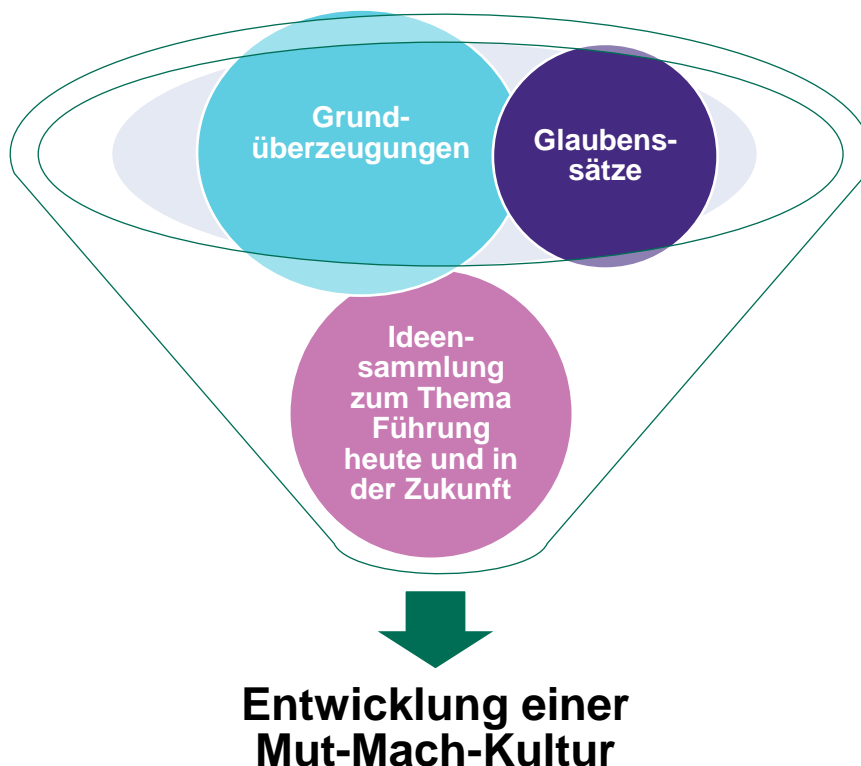 Grund-
überzeugungen
Glaubens-
sätze
Ideen-
sammlung
zum Thema
Führung
heute und in
der Zukunft
Entwicklung einer
Mut-Mach-Kultur